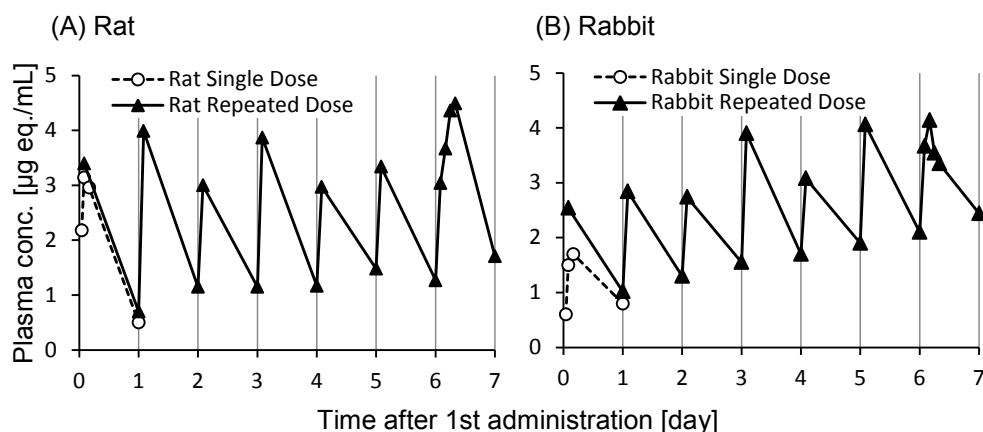 (A) Rat
(B) Rabbit
Plasma conc. [µg eq./mL]
5
4
3
2
1
0
Rat Single Dose
Rat Repeated Dose
0 1 2 3 4 5 6 7
5
4
3
2
1
0
Rabbit Single Dose
Rabbit Repeated Dose
0 1 2 3 4 5 6 7
Time after 1st administration [day]